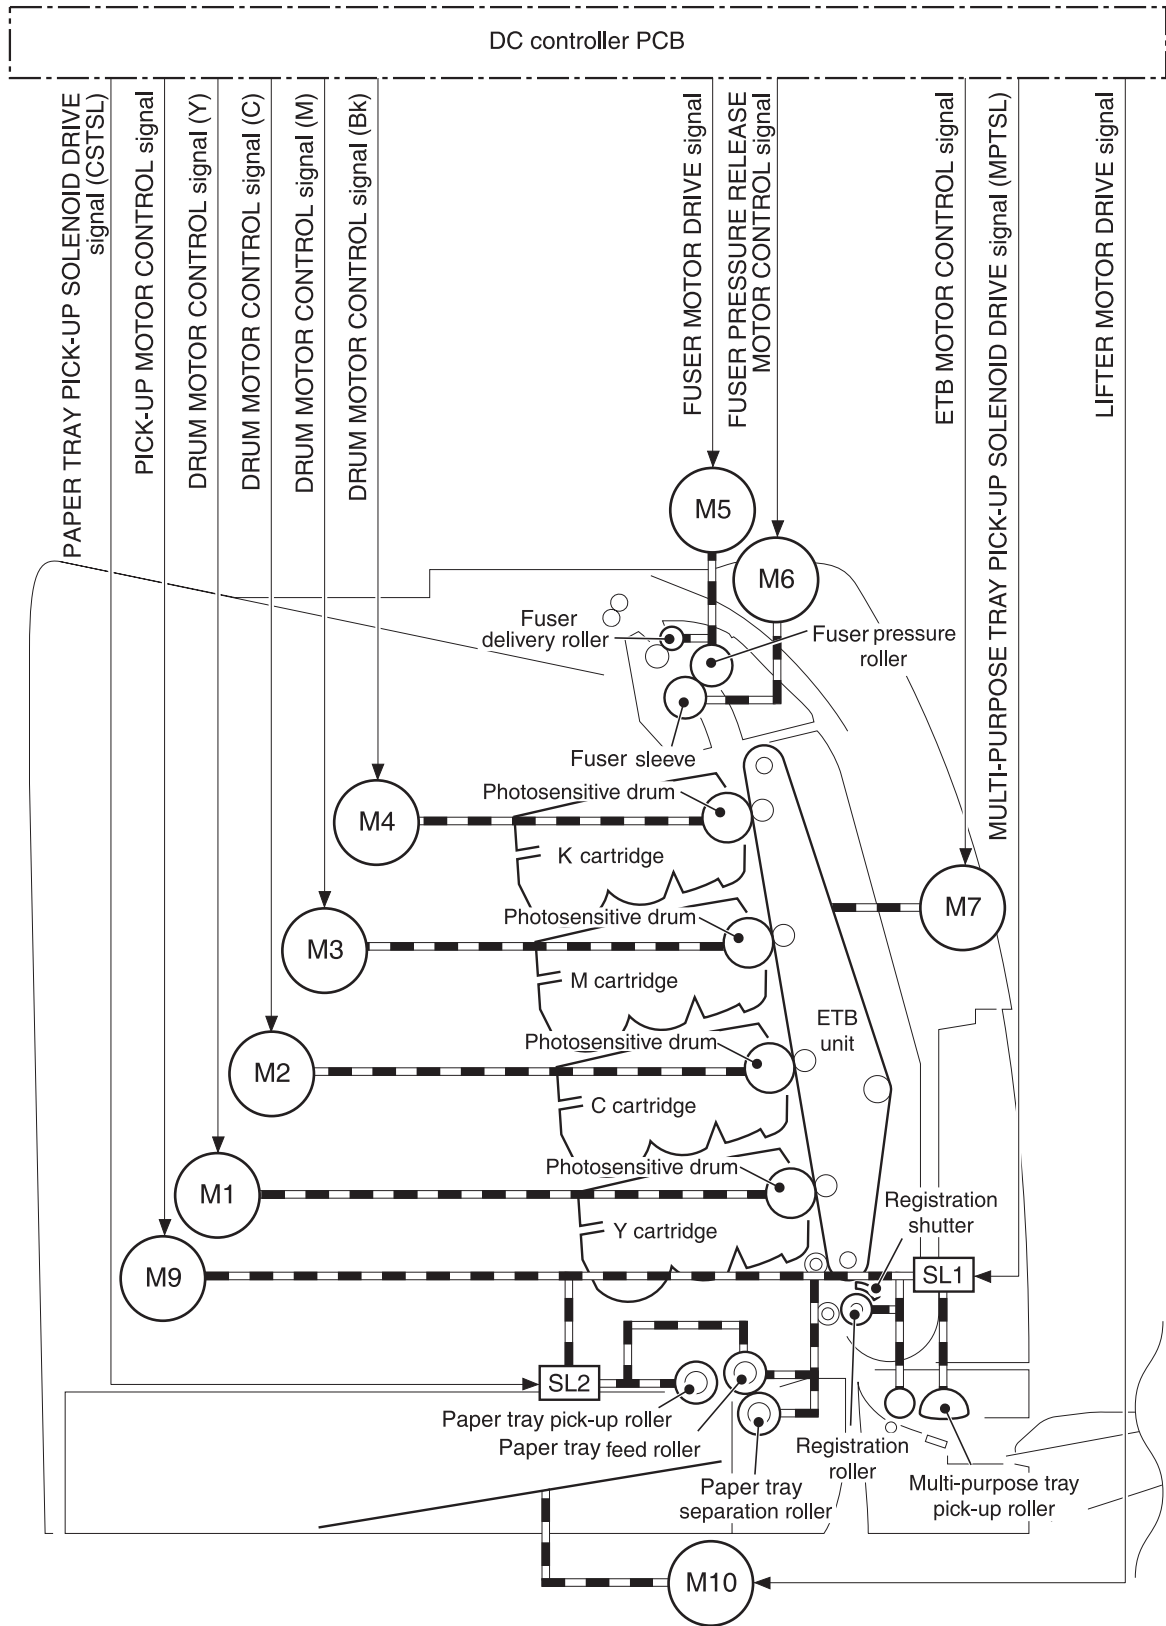 DC controller PCB
PAPER TRAY PICK-UP SOLENOID DRIVE
signal (CSTSL)
PICK-UP MOTOR CONTROL signal
DRUM MOTOR CONTROL signal (Y)
DRUM MOTOR CONTROL signal (C)
DRUM MOTOR CONTROL signal (M)
DRUM MOTOR CONTROL signal (Bk)
FUSER MOTOR DRIVE signal
FUSER PRESSURE RELEASE
MOTOR CONTROL signal
ETB MOTOR CONTROL signal
MULTI-PURPOSE TRAY PICK-UP SOLENOID DRIVE signal (MPTSL)
LIFTER MOTOR DRIVE signal
M5
M6
Fuser
delivery roller
Fuser pressure
roller
Fuser sleeve
Photosensitive drum
M4
K cartridge
M7
Photosensitive drum
M3
M cartridge
ETB
unit
Photosensitive drum
M2
C cartridge
Photosensitive drum
M1
Y cartridge
Registration
shutter
M9
SL1
SL2
Paper tray pick-up roller
Paper tray feed roller
Registration
roller
Paper tray
separation roller
Multi-purpose tray
pick-up roller
M10